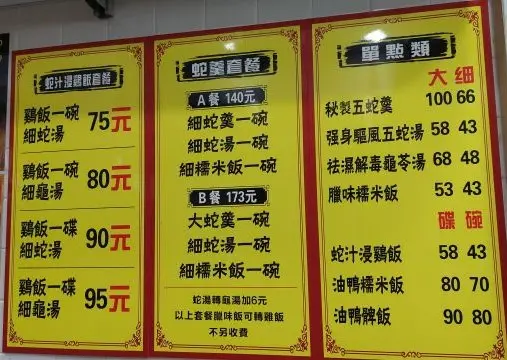 蛇汁浸雞飯套餐
雞飯一碗
細蛇湯
75元
雞飯一碗
細龜湯
80元
雞飯一碟
細蛇湯
90元
雞飯一碟
細龜湯
95元
蛇羹套餐
A餐 140元
細蛇羹一碗
細蛇湯一碗
細糯米飯一碗
B餐 173元
大蛇羹一碗
細蛇湯一碗
細糯米飯一碗
蛇湯轉龜湯加6元
以上套餐臘味飯可轉雞飯
不另收費
單點類
大 細
秋製五蛇羹 100 66
强身驅風五蛇湯 58 43
祛濕解毒龜苓湯 68 48
臘味糯米飯 53 43
碟 碗
蛇汁浸雞飯 58 43
油鴨糯米飯 80 70
油鴨髀飯 90 80